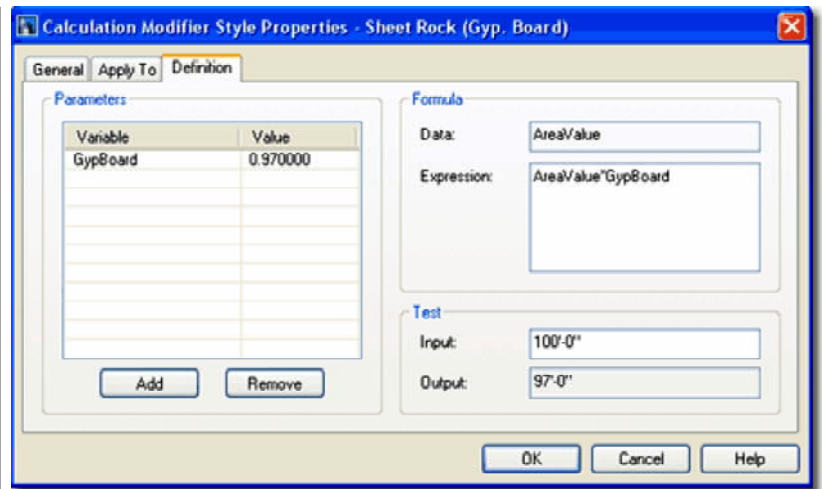 Calculation Modifier Style Properties - Sheet Rock (Gyp. Board)
General
Apply To
Definition
Parameters
Variable Value
GypBoard 0.970000
Add
Remove
Formula
Data: AreaValue
Expression: AreaValue*GypBoard
Test
Input: 100'-0"
Output: 97'-0"
OK
Cancel
Help